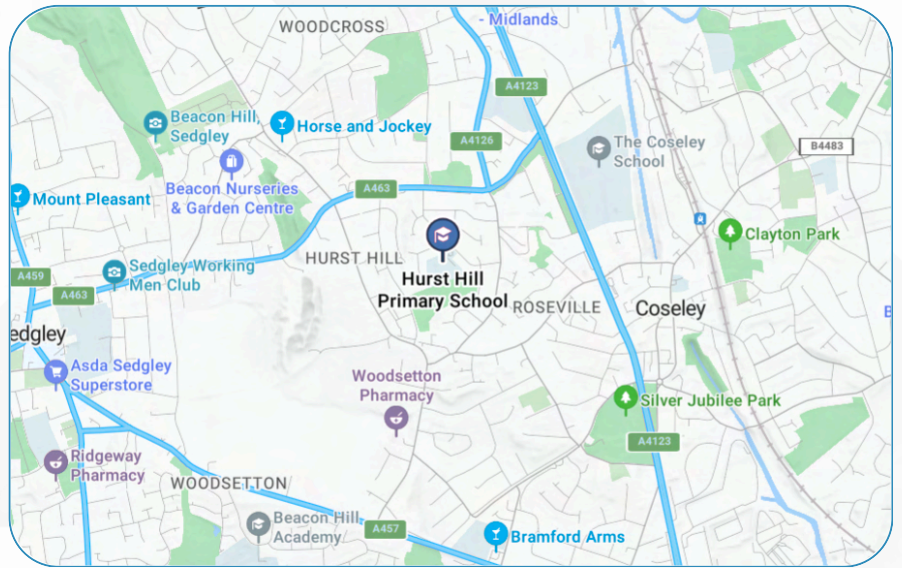 WOODCROSS
- Midlands
A4123
Beacon Hill,
Sedgley
Horse and Jockey
A4126
The Coseley
School
B4483
Beacon Nurseries
& Garden Centre
A463
Mount Pleasant
Clayton Park
HURST HILL
Sedgley Working
Men Club
A459
A463
Hurst Hill
Primary School
ROSEVILLE
Coseley
edgley
Asda Sedgley
Superstore
Woodsetton
Pharmacy
Silver Jubilee Park
A4123
Ridgeway
Pharmacy
WOODSETTON
Beacon Hill
Academy
A457
Bramford Arms